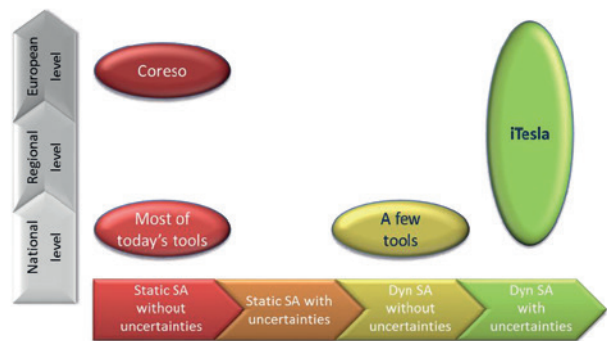 European
level
Regional
level
National
level
Coreso
iTesla
Most of
today's tools
A few
tools
Static SA
without
uncertainties
Static SA with
uncertainties
Dyn SA
without
uncertainties
Dyn SA
with
uncertainties